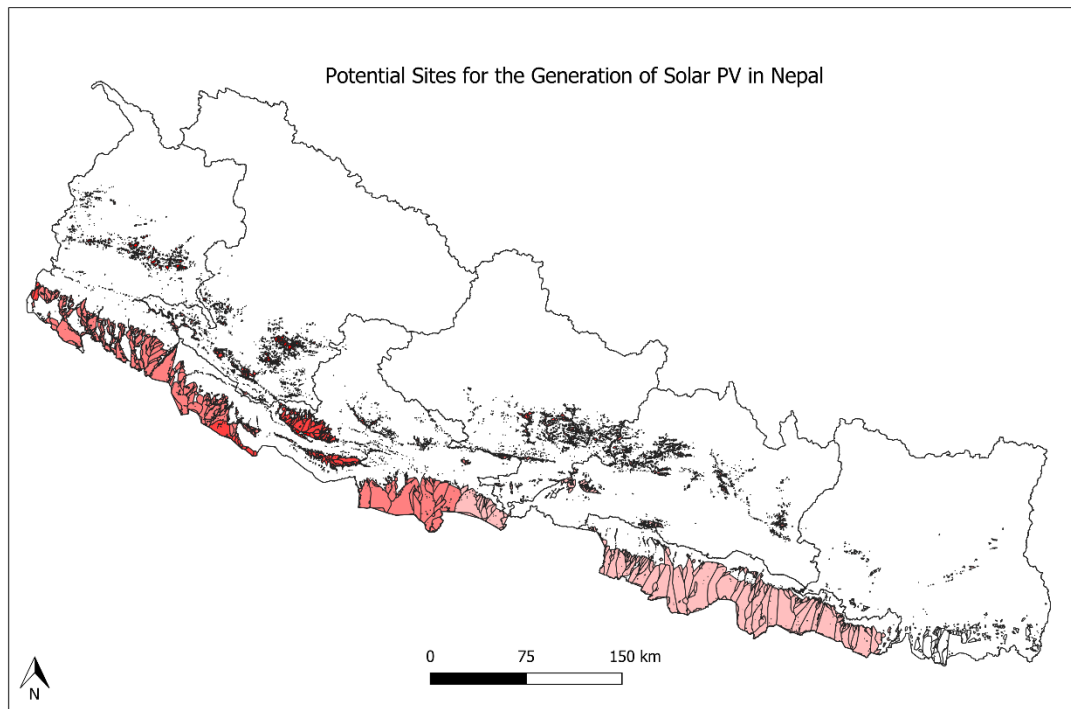 Potential Sites for the Generation of Solar PV in Nepal
0 75 150 km
N